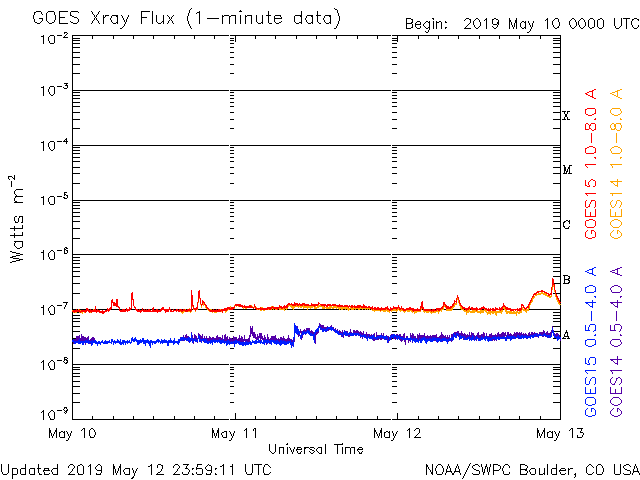 GOES Xray Flux (1-minute data)
Begin: 2019 May 10 0000 UTC
10-2
10-3
10-4
10-5
10-6
10-7
10-8
10-9
Watts m-2
X
M
C
B
A
GOES15 1.0-8.0 A
GOES14 1.0-8.0 A
GOES15 0.5-4.0 A
GOES14 0.5-4.0 A
May 10
May 11
May 12
May 13
Universal Time
Updated 2019 May 12 23:59:11 UTC
NOAA/SWPC Boulder, CO USA